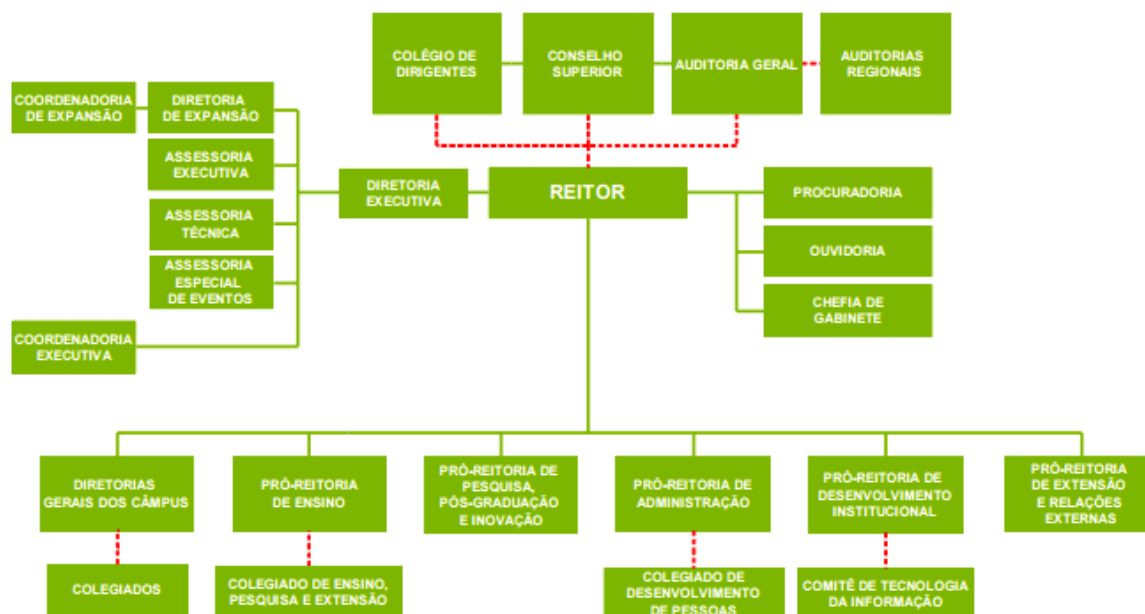 COLÉGIO DE
DIRIGENTES
CONSELHO
SUPERIOR
AUDITORIA GERAL
AUDITORIAS
REGIONAIS
COORDENADORIA
DE EXPANSÃO
DIRETORIA
DE EXPANSÃO
ASSESSORIA
EXECUTIVA
ASSESSORIA
TÉCNICA
ASSESSORIA
ESPECIAL
DE EVENTOS
COORDENADORIA
EXECUTIVA
DIRETORIA
EXECUTIVA
REITOR
PROCURADORIA
OUVIDORIA
CHEFIA DE
GABINETE
DIRETORIAS
GERAIS DOS CÂMPUS
PRÓ-REITORIA
DE ENSINO
PRÓ-REITORIA DE
PESQUISA,
PÓS-GRADUAÇÃO
E INOVAÇÃO
PRÓ-REITORIA DE
ADMINISTRAÇÃO
PRÓ-REITORIA DE
DESENVOLVIMENTO
INSTITUCIONAL
PRÓ-REITORIA
DE EXTENSÃO
E RELAÇÕES
EXTERNAS
COLEGIADOS
COLEGIADO DE ENSINO,
PESQUISA E EXTENSÃO
COLEGIADO DE
DESENVOLVIMENTO
DE PESSOAS
COMITÊ DE TECNOLOGIA
DA INFORMAÇÃO